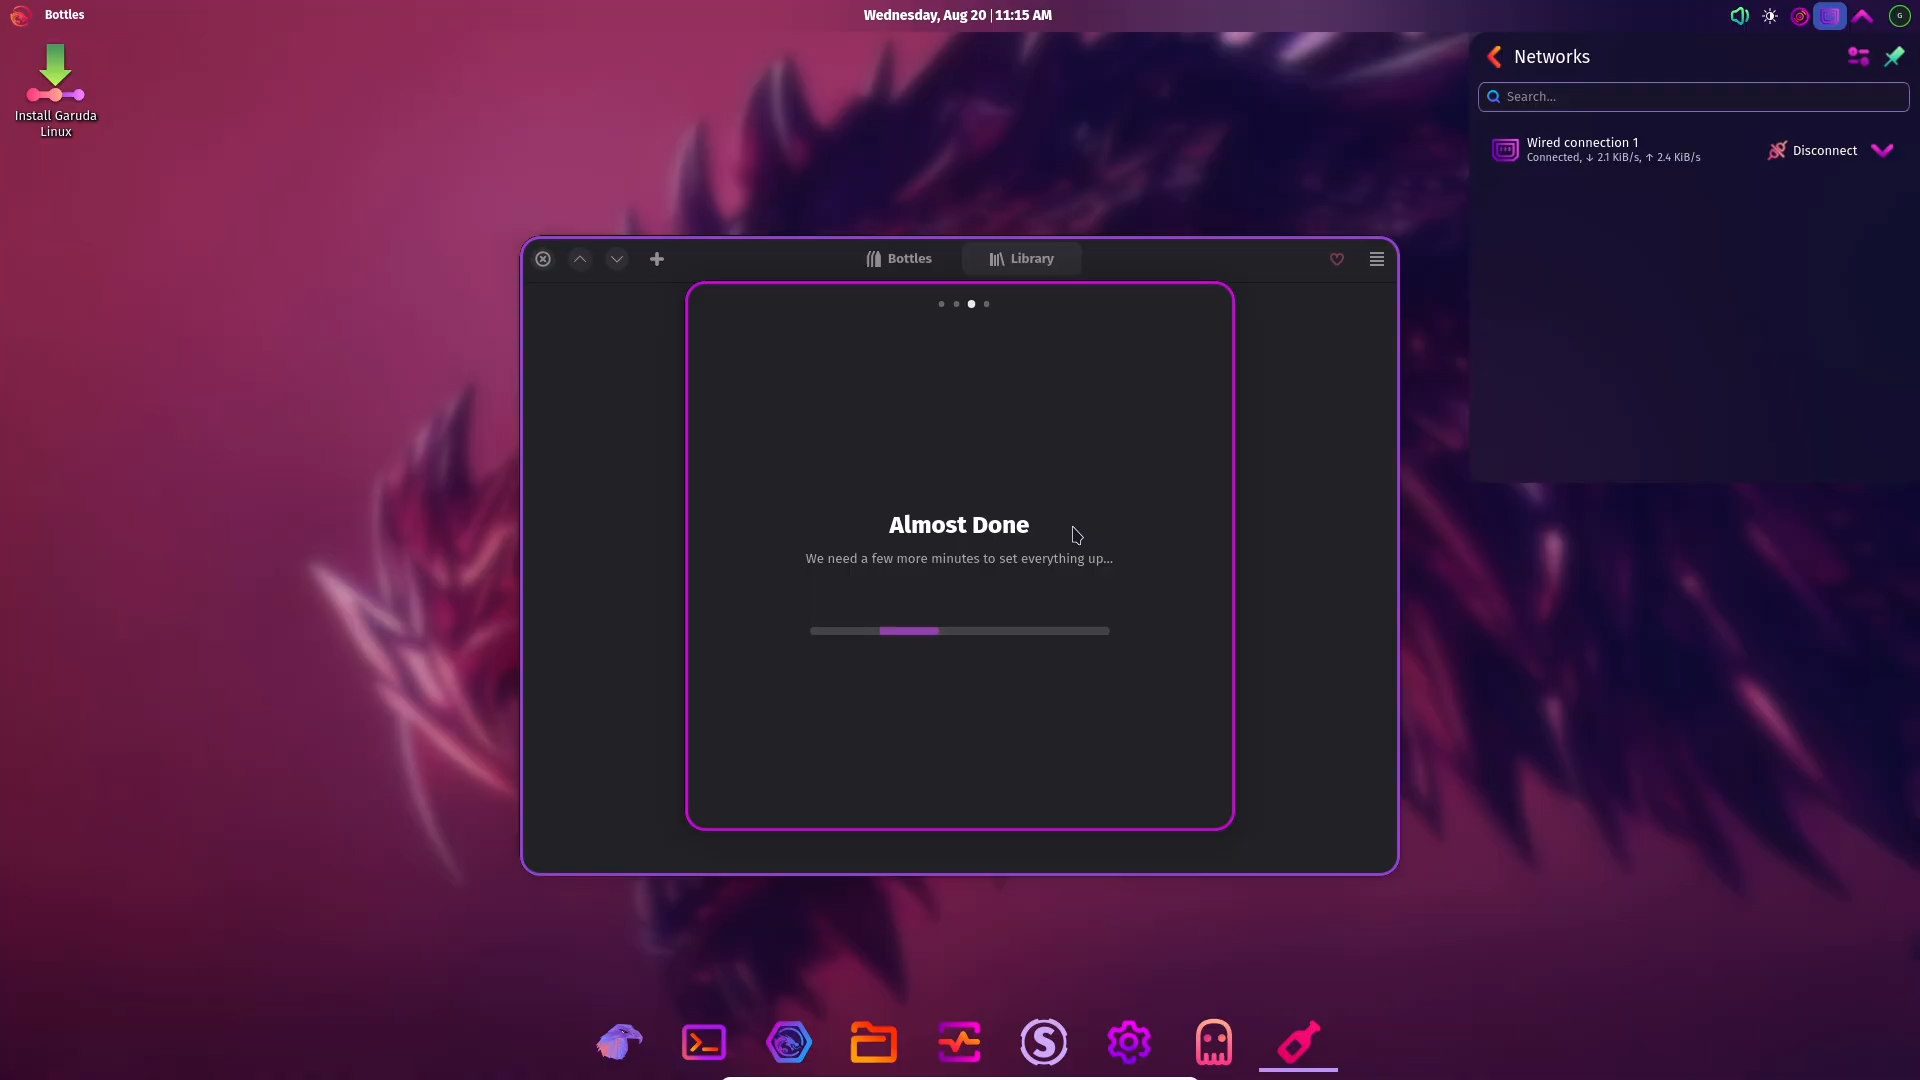 Bottles
Wednesday, Aug 20 | 11:15 AM
G
Install Garuda
Linux
Networks
Search...
Wired connection 1
Connected, ↓ 2.1 KiB/s, ↑ 2.4 KiB/s
Disconnect
Bottles
Library
Almost Done
We need a few more minutes to set everything up...